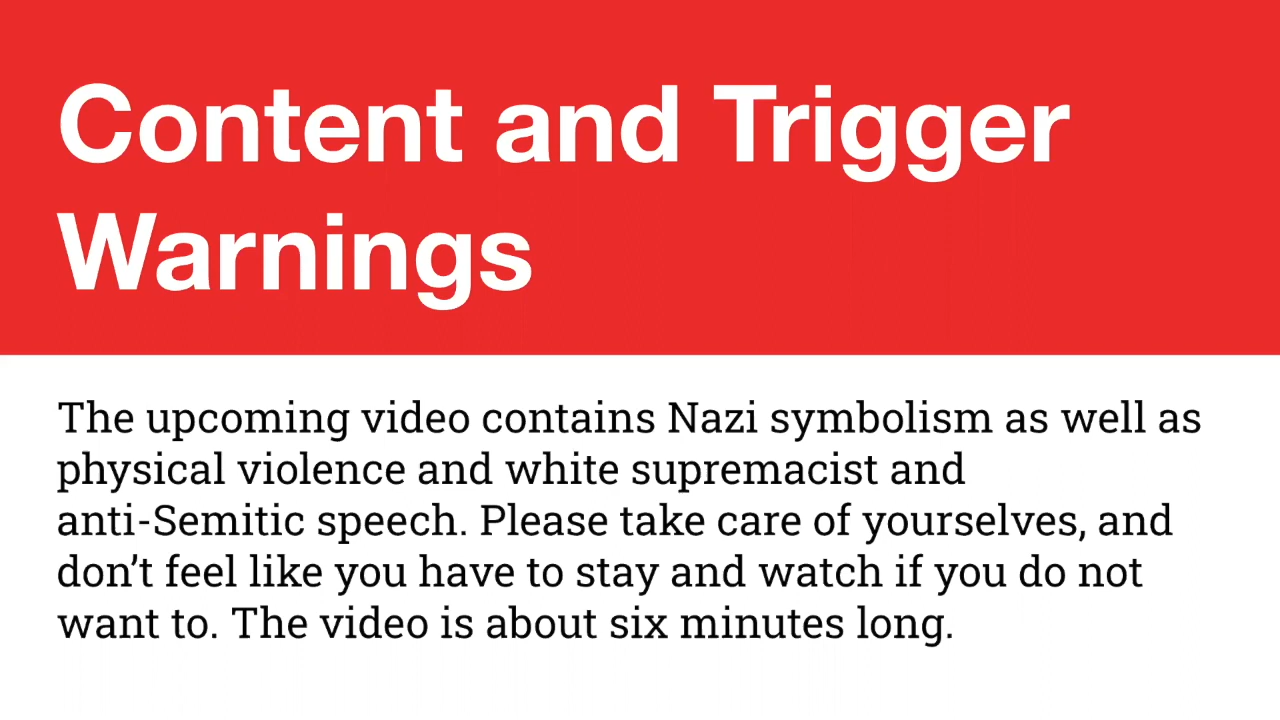 Content and Trigger
Warnings
The upcoming video contains Nazi symbolism as well as
physical violence and white supremacist and
anti-Semitic speech. Please take care of yourselves, and
don’t feel like you have to stay and watch if you do not
want to. The video is about six minutes long.